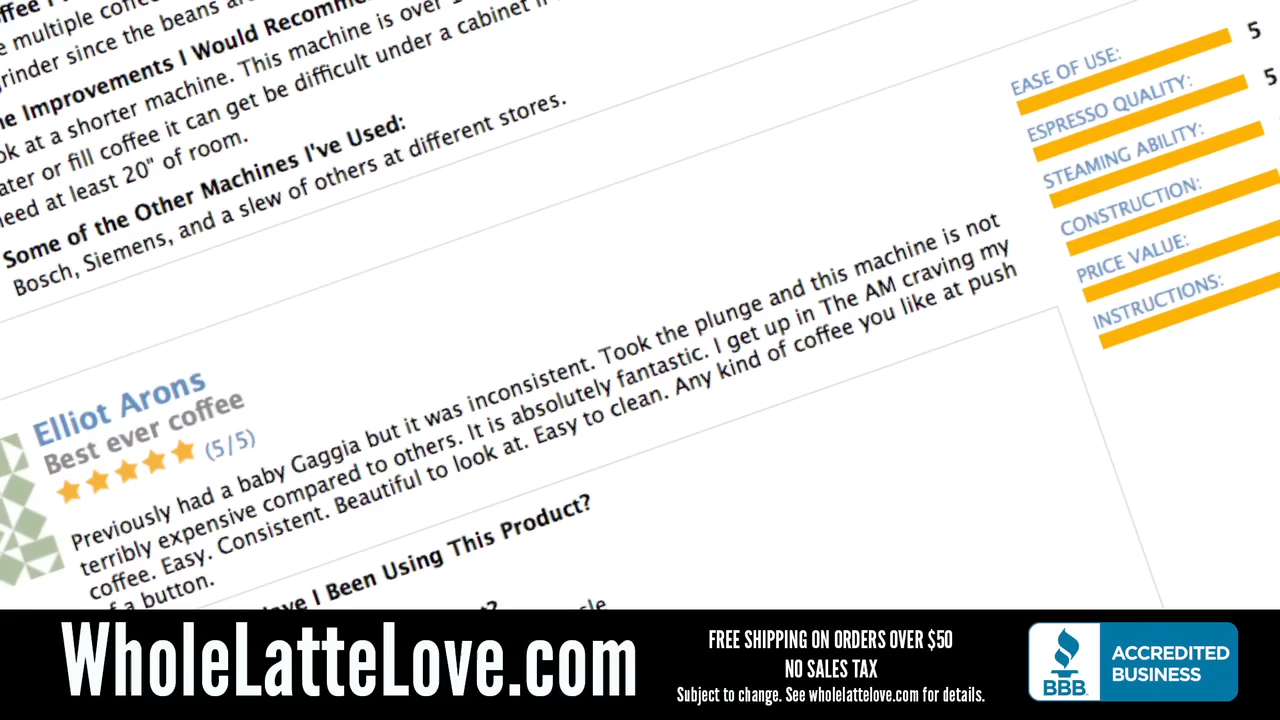 e multiple coffe
grinder since the beans are
ne Improvements I Would Recomme
ok at a shorter machine. This machine is over 1
ater or fill coffee it can get be difficult under a cabinet if
need at least 20" of room.
Some of the Other Machines I've Used:
Bosch, Siemens, and a slew of others at different stores.
EASE OF USE: 5
ESPRESSO QUALITY: 5
STEAMING ABILITY:
CONSTRUCTION:
PRICE VALUE:
INSTRUCTIONS:
Elliot Arons
Best ever coffee
(5/5)
Previously had a baby Gaggia but it was inconsistent. Took the plunge and this machine is not
terribly expensive compared to others. It is absolutely fantastic. I get up in The AM craving my
coffee. Easy. Consistent. Beautiful to look at. Easy to clean. Any kind of coffee you like at push
of a button.
ave I Been Using This Product?
WholeLatteLove.com
FREE SHIPPING ON ORDERS OVER $50
NO SALES TAX
Subject to change. See wholelattelove.com for details.
BBB
ACCREDITED
BUSINESS